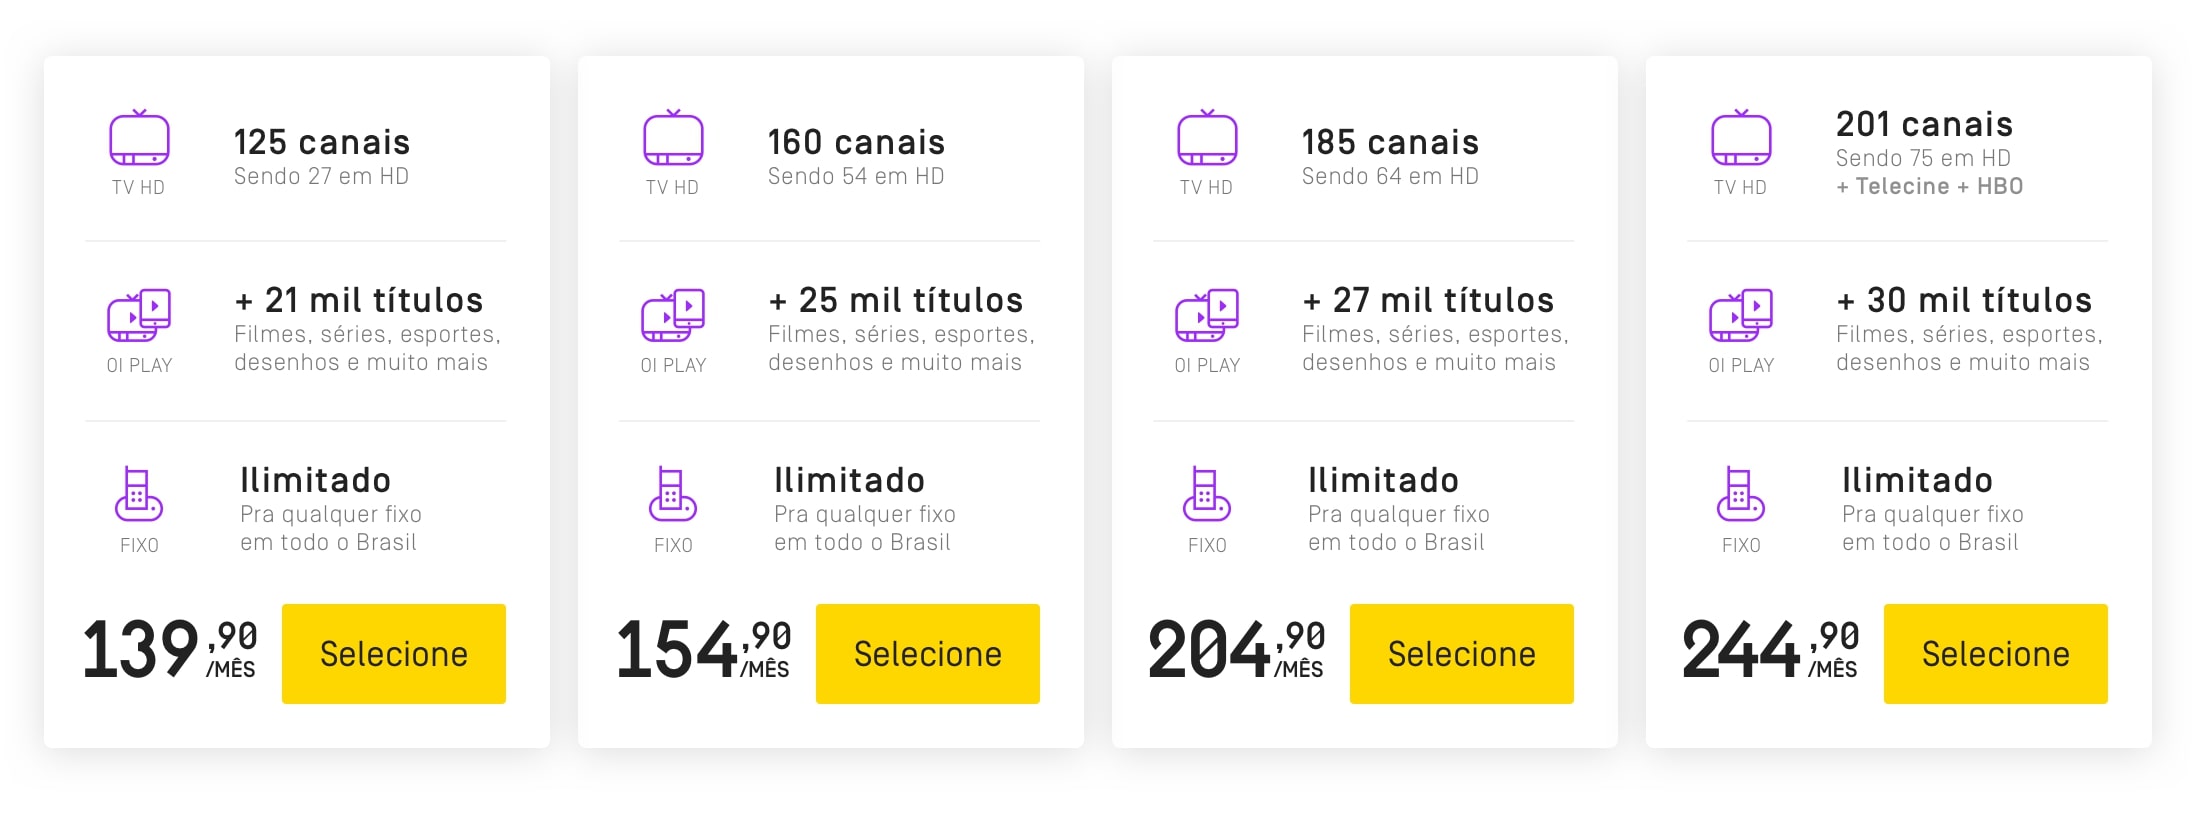 125 canais
Sendo 27 em HD
TV HD
+ 21 mil títulos
Filmes, séries, esportes,
desenhos e muito mais
OI PLAY
Ilimitado
Pra qualquer fixo
em todo o Brasil
FIXO
139,90
/MÊS
Selecione
160 canais
Sendo 54 em HD
TV HD
+ 25 mil títulos
Filmes, séries, esportes,
desenhos e muito mais
OI PLAY
Ilimitado
Pra qualquer fixo
em todo o Brasil
FIXO
154,90
/MÊS
Selecione
185 canais
Sendo 64 em HD
TV HD
+ 27 mil títulos
Filmes, séries, esportes,
desenhos e muito mais
OI PLAY
Ilimitado
Pra qualquer fixo
em todo o Brasil
FIXO
204,90
/MÊS
Selecione
201 canais
Sendo 75 em HD
+ Telecine + HBO
TV HD
+ 30 mil títulos
Filmes, séries, esportes,
desenhos e muito mais
OI PLAY
Ilimitado
Pra qualquer fixo
em todo o Brasil
FIXO
244,90
/MÊS
Selecione